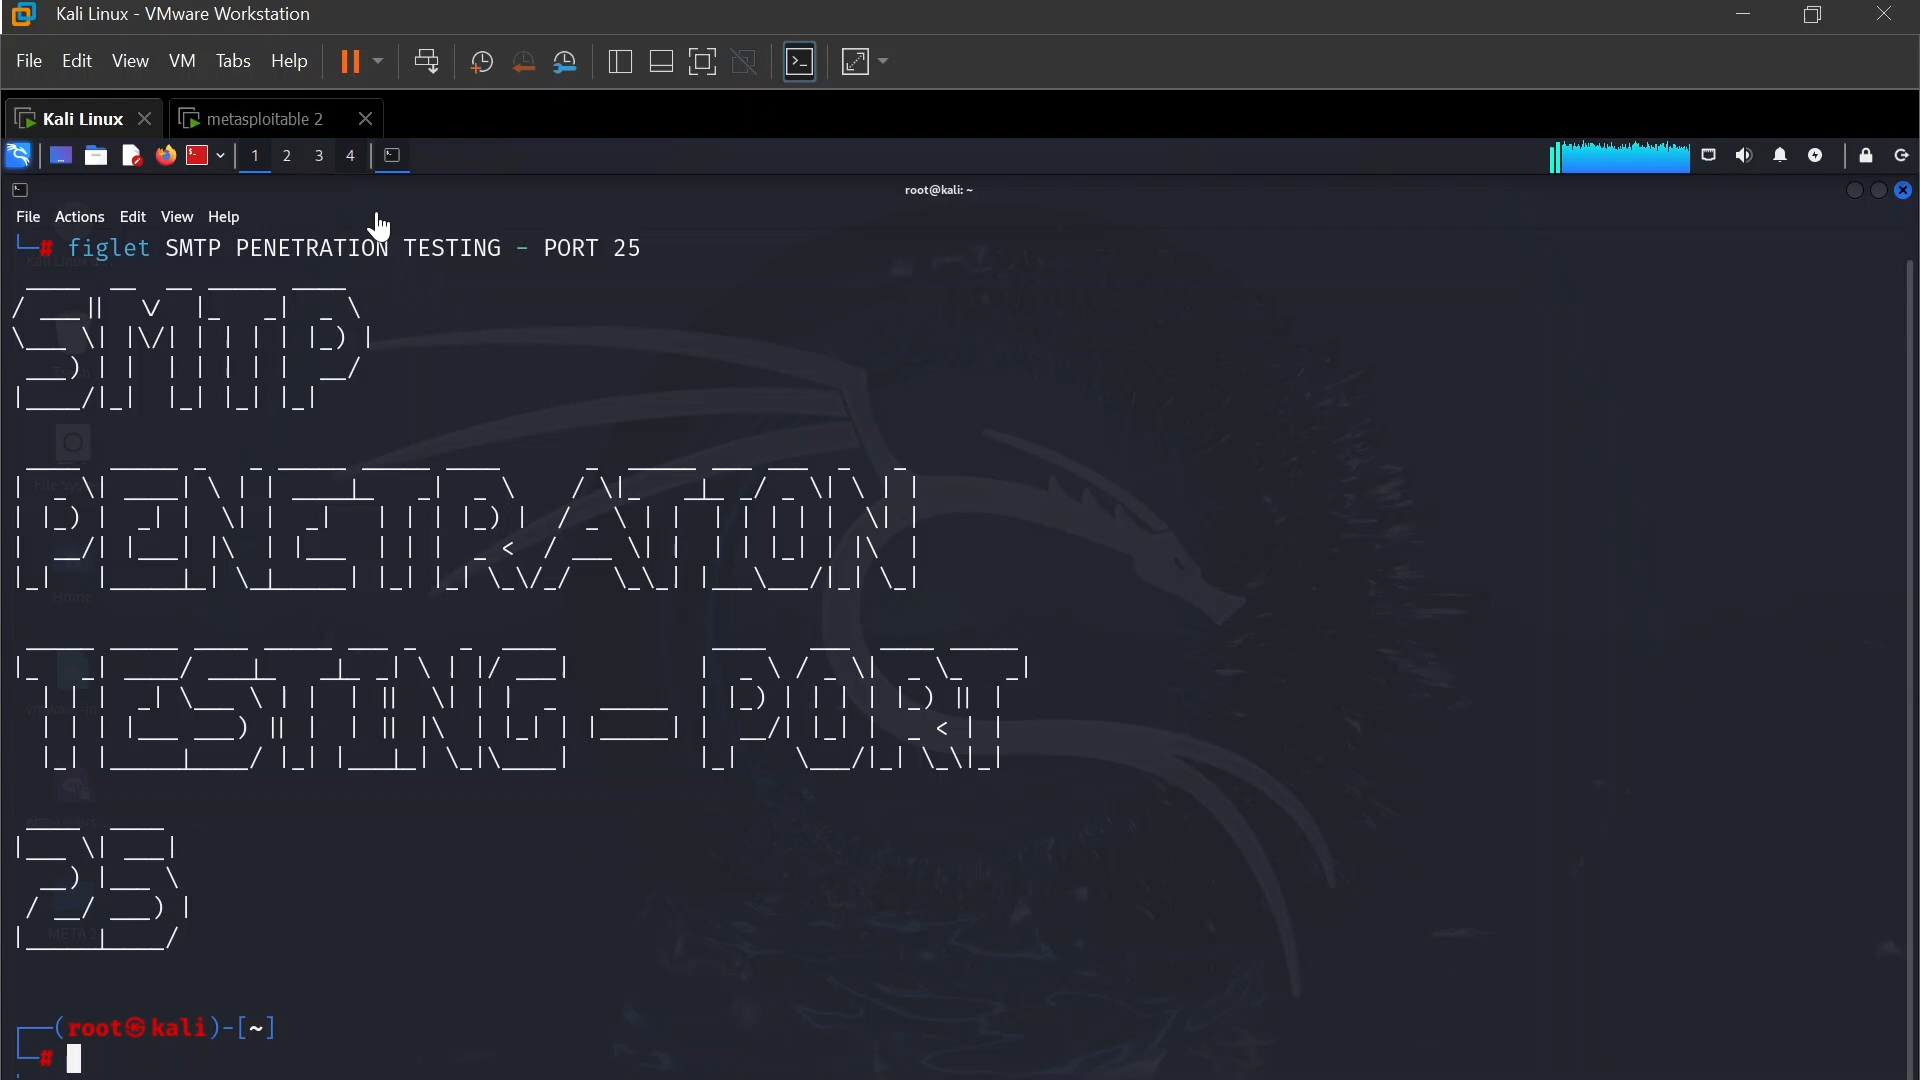 Kali Linux - VMware Workstation
File Edit View VM Tabs Help
Kali Linux metasploitable 2
1 2 3 4
root@kali: ~
File Actions Edit View Help
└─# figlet SMTP PENETRATION TESTING - PORT 25
SMTP
PENETRATION
TESTING - PORT
25
Home
META2
┌──(root㉿kali)-[~]
└─#